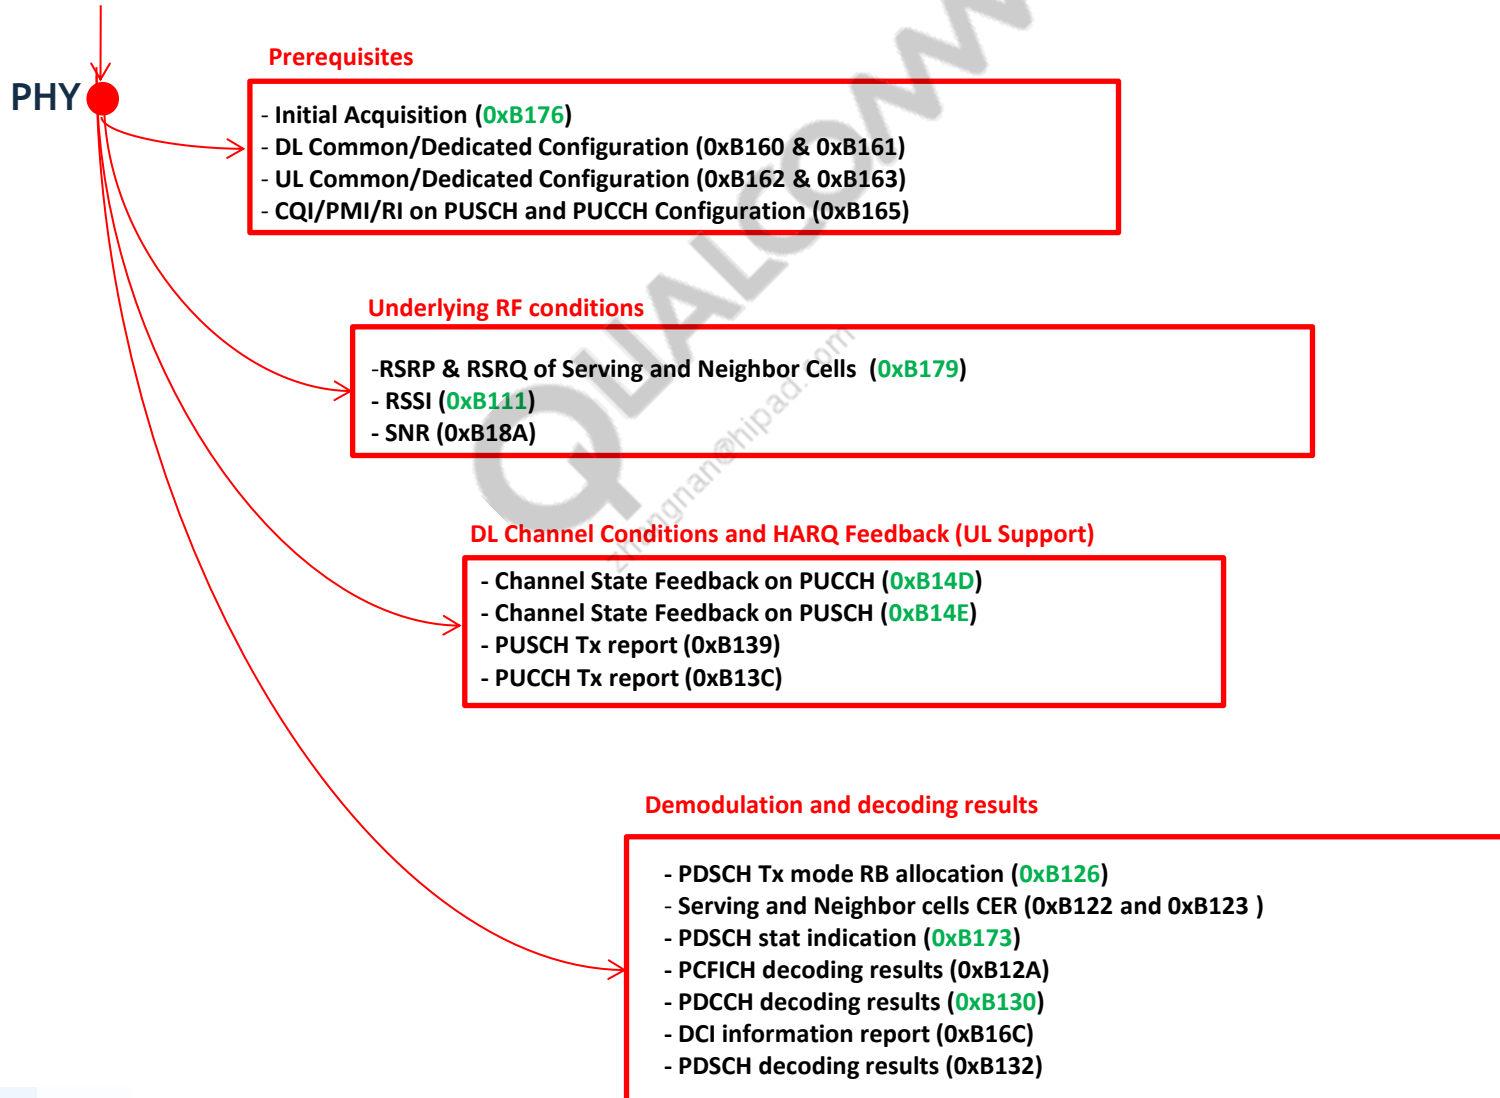 PHY
Prerequisites
- Initial Acquisition (0xB176)
- DL Common/Dedicated Configuration (0xB160 & 0xB161)
- UL Common/Dedicated Configuration (0xB162 & 0xB163)
- CQI/PMI/RI on PUSCH and PUCCH Configuration (0xB165)
Underlying RF conditions
-RSRP & RSRQ of Serving and Neighbor Cells (0xB179)
- RSSI (0xB111)
- SNR (0xB18A)
DL Channel Conditions and HARQ Feedback (UL Support)
- Channel State Feedback on PUCCH (0xB14D)
- Channel State Feedback on PUSCH (0xB14E)
- PUSCH Tx report (0xB139)
- PUCCH Tx report (0xB13C)
Demodulation and decoding results
- PDSCH Tx mode RB allocation (0xB126)
- Serving and Neighbor cells CER (0xB122 and 0xB123 )
- PDSCH stat indication (0xB173)
- PCFICH decoding results (0xB12A)
- PDCCH decoding results (0xB130)
- DCI information report (0xB16C)
- PDSCH decoding results (0xB132)
QUALCOMM
zhangnan@hipad.com